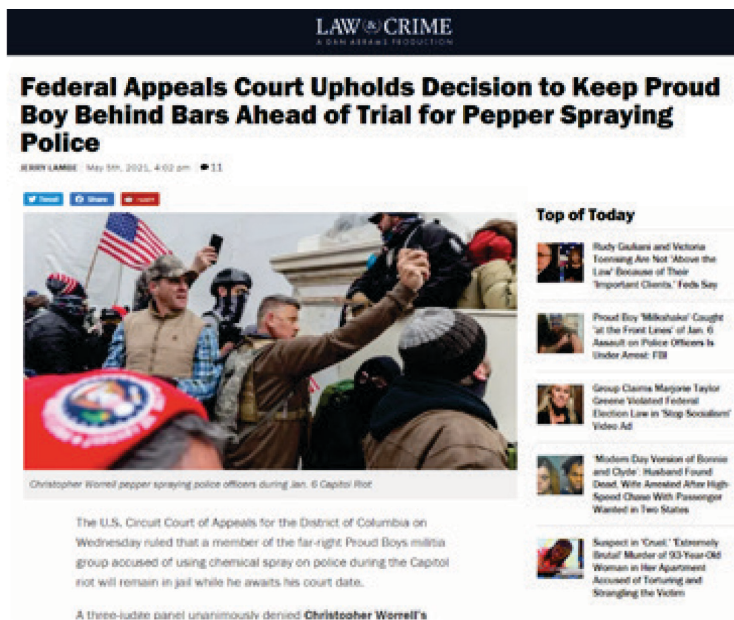 LAW & CRIME
A DAN ABRAMS PRODUCTION
Federal Appeals Court Upholds Decision to Keep Proud
Boy Behind Bars Ahead of Trial for Pepper Spraying
Police
JERRY LAMBE May 5th, 2021, 4:02 pm 11
Tweet Share
Top of Today
Rudy Giuliani and Victoria
Toensing Are Not 'Above the
Law' Because of Their
'Important Clients,' Feds Say
Proud Boy 'Milkshake' Caught
'at the Front Lines' of Jan. 6
Assault on Police Officers Is
Under Arrest: FBI
Group Claims Marjorie Taylor
Greene Violated Federal
Election Law in 'Stop Socialism'
Video Ad
'Modern Day Version of Bonnie
and Clyde': Husband Found
Dead, Wife Arrested After High-
Speed Chase With Passenger
Wanted in Two States
Suspect in 'Cruel,' 'Extremely
Brutal' Murder of 93-Year-Old
Woman in Her Apartment
Accused of Torturing and
Strangling the Victim
Christopher Worrell pepper spraying police officers during Jan. 6 Capitol Riot
The U.S. Circuit Court of Appeals for the District of Columbia on
Wednesday ruled that a member of the far-right Proud Boys militia
group accused of using chemical spray on police during the Capitol
riot will remain in jail while he awaits his court date.
A three-judge panel unanimously denied Christopher Worrell's